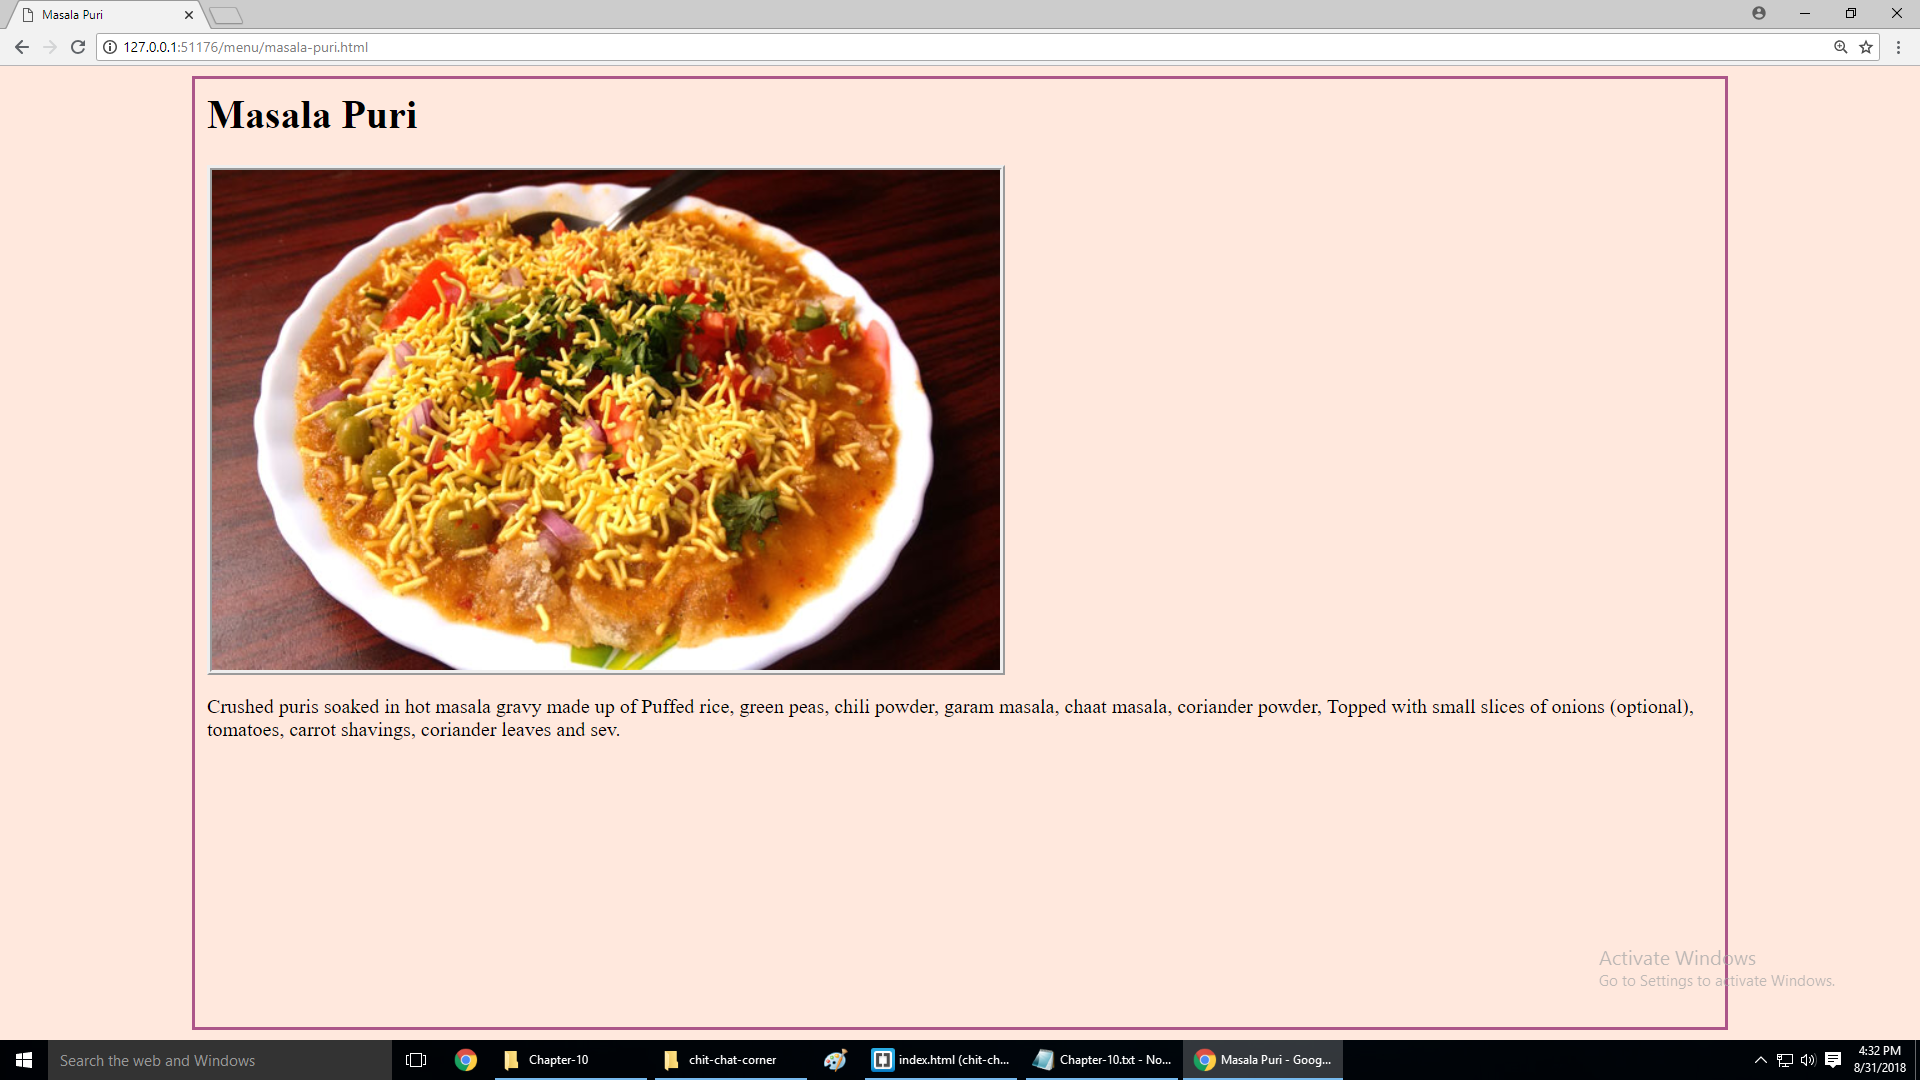 Masala Puri
127.0.0.1:51176/menu/masala-puri.html
Masala Puri
Crushed puris soaked in hot masala gravy made up of Puffed rice, green peas, chili powder, garam masala, chaat masala, coriander powder, Topped with small slices of onions (optional),
tomatoes, carrot shavings, coriander leaves and sev.
Activate Windows
Go to Settings to activate Windows.
Search the web and Windows
Chapter-10
chit-chat-corner
index.html (chit-ch...
Chapter-10.txt - No...
Masala Puri - Goog...
4:32 PM
8/31/2018